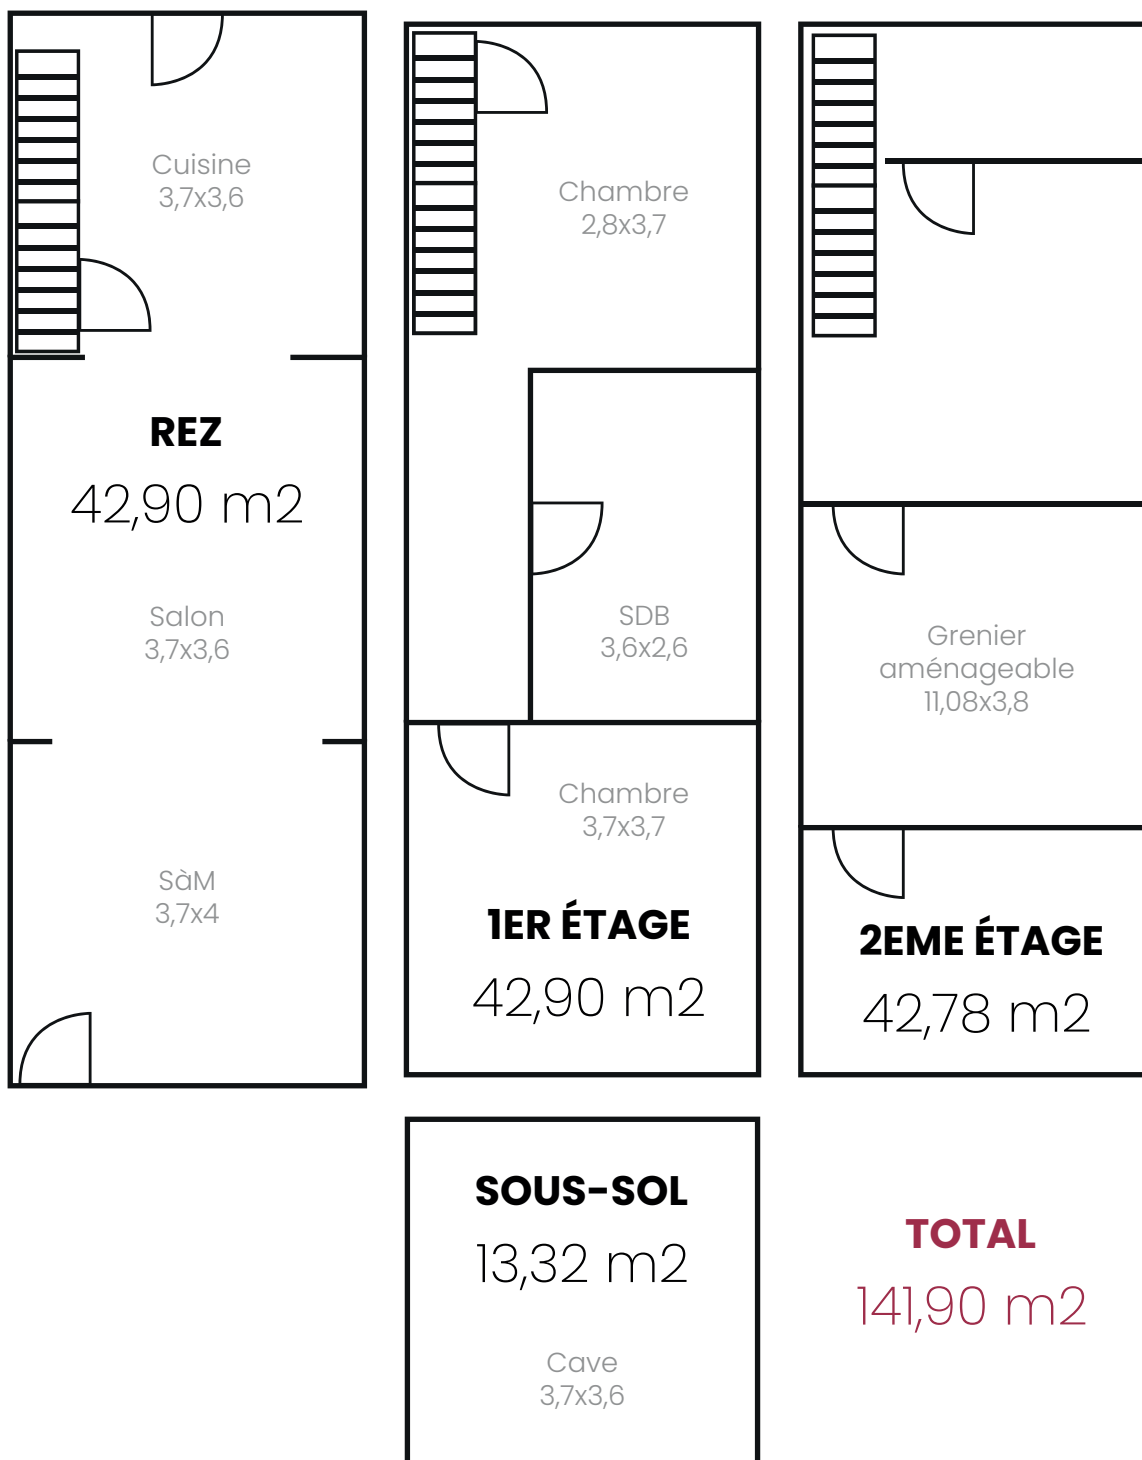 Cuisine
3,7x3,6
REZ
42,90 m2
Salon
3,7x3,6
SàM
3,7x4
Chambre
2,8x3,7
SDB
3,6x2,6
Chambre
3,7x3,7
1ER ÉTAGE
42,90 m2
Grenier
aménageable
11,08x3,8
2EME ÉTAGE
42,78 m2
SOUS-SOL
13,32 m2
Cave
3,7x3,6
TOTAL
141,90 m2